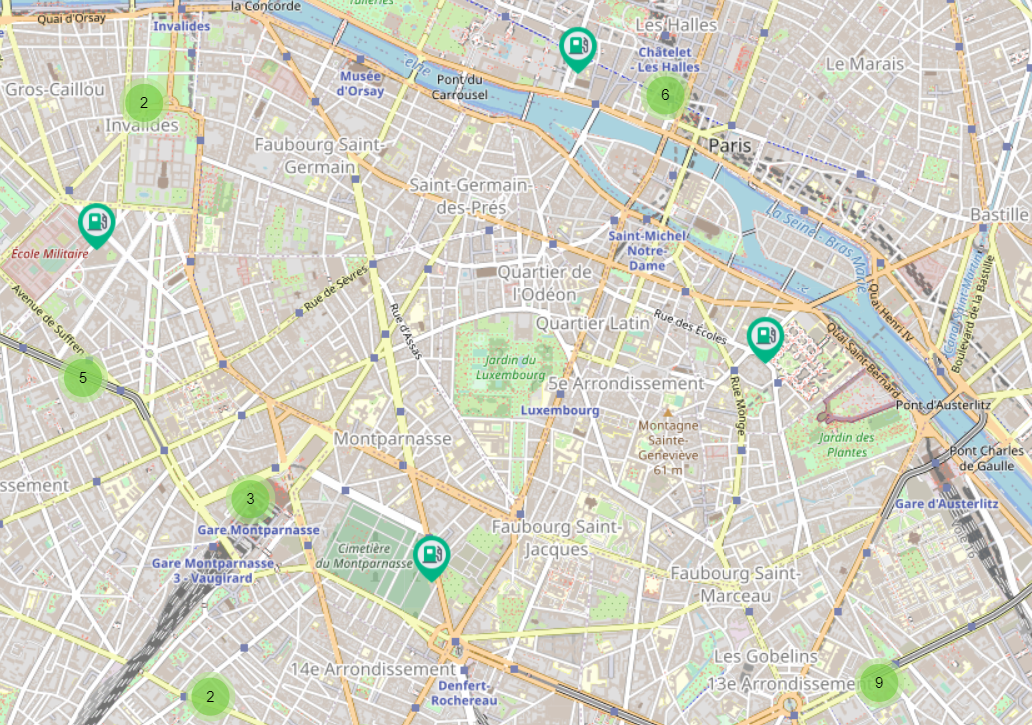 la Concorde
Quai d'Orsay
Invalides
Tuileries
Les Halles
Châtelet
- Les Halles
Le Marais
Musée
d'Orsay
Pont du
Carrousel
Gros-Caillou
2
6
Invalides
Paris
Faubourg Saint-
Germain
Saint-Germain-
des-Prés
La Seine - Bras Marie
Bastille
École Militaire
Saint-Michel
Notre-
Dame
Quartier de
l'Odéon
Rue de Sèvres
Avenue de Suffren
Quai Henri IV
Canal Saint-Martin
Boulevard de la Bastille
Rue d'Assas
Quartier Latin
Rue des Écoles
Quai Saint-Bernard
Jardin du
Luxembourg
5
5e Arrondissement
Rue Monge
Luxembourg
Pont d'Austerlitz
Montagne
Sainte-
Geneviève
61 m
Montparnasse
Jardin des
Plantes
Pont Charles
de Gaulle
ssement
3
Gare Montparnasse
Gare d'Austerlitz
Faubourg Saint-
Jacques
Cimetière
du Montparnasse
Gare Montparnasse
3 - Vaugirard
Faubourg Saint-
Marceau
14e Arrondissement
Les Gobelins
13e Arrondissement
9
2
Denfert-
Rochereau